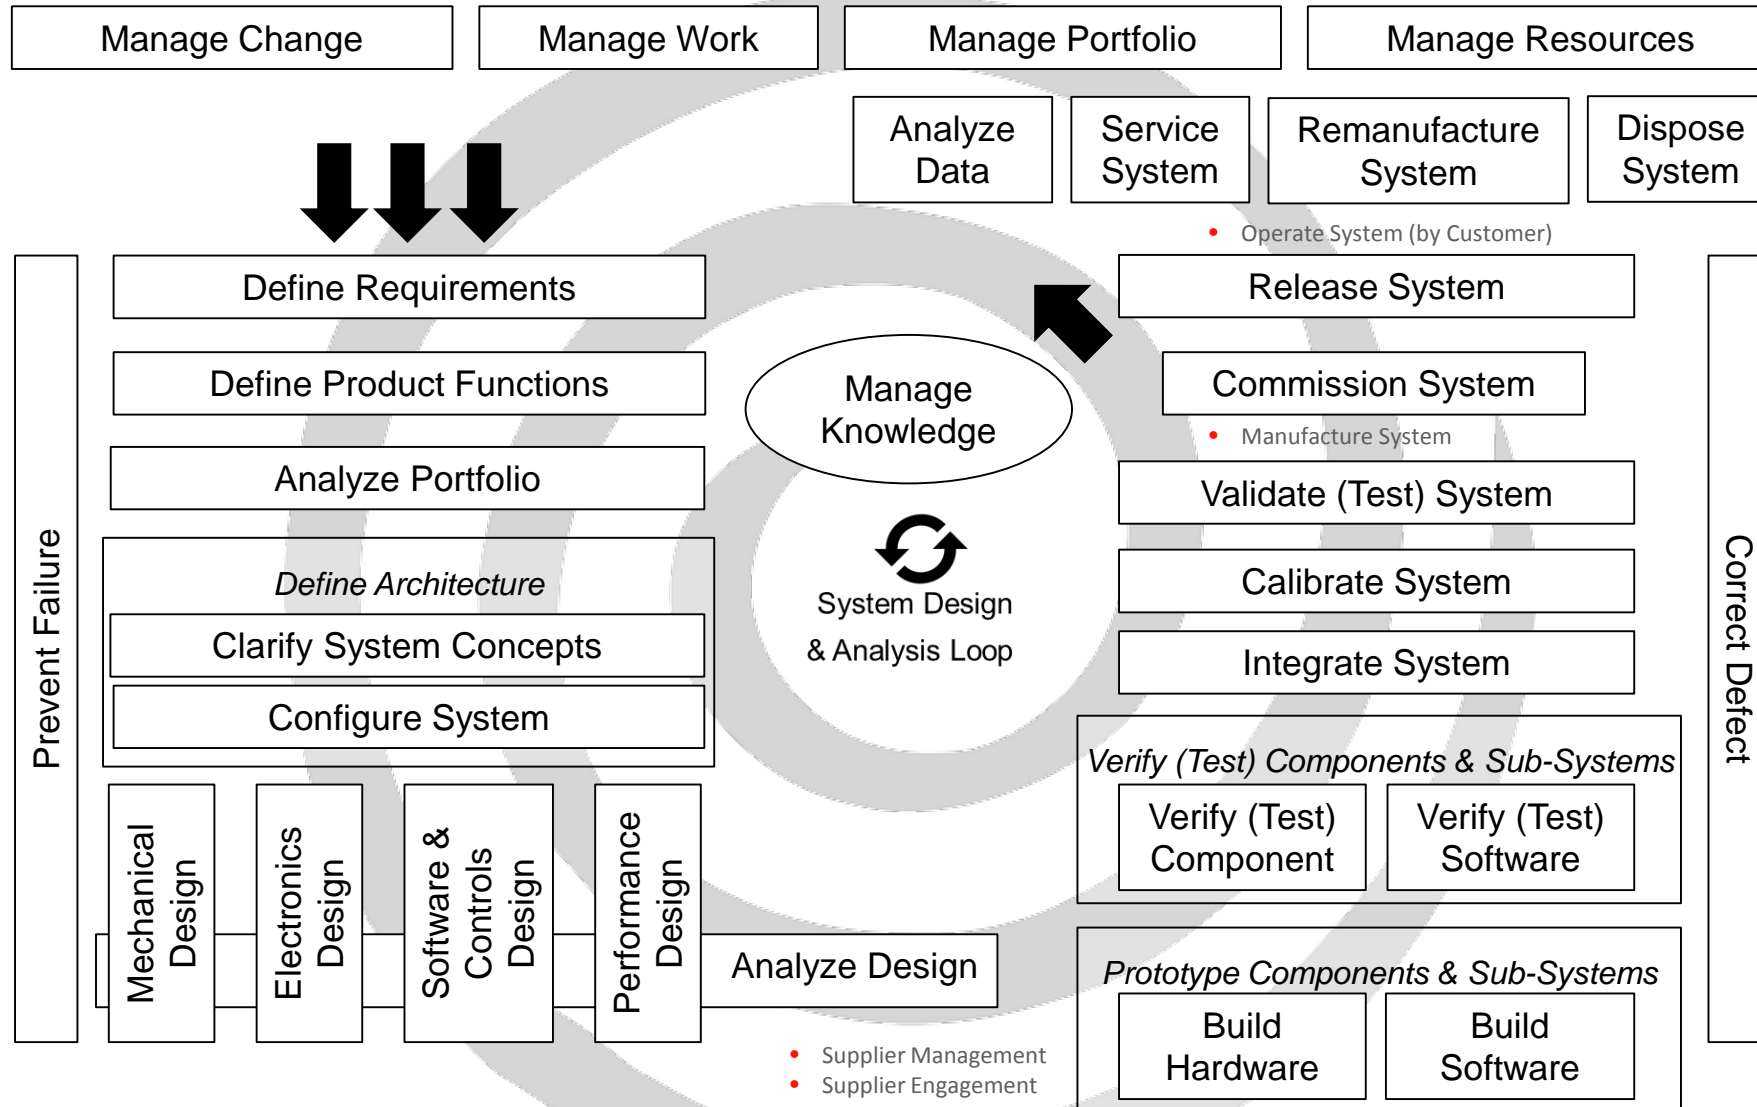 Manage Change
Manage Work
Manage Portfolio
Manage Resources
Analyze
Data
Service
System
Remanufacture
System
Dispose
System
• Operate System (by Customer)
Prevent Failure
Define Requirements
Define Product Functions
Analyze Portfolio
Define Architecture
Clarify System Concepts
Configure System
Mechanical
Design
Electronics
Design
Software &
Controls
Design
Performance
Design
Analyze Design
Manage
Knowledge
System Design
& Analysis Loop
• Supplier Management
• Supplier Engagement
Release System
Commission System
• Manufacture System
Validate (Test) System
Calibrate System
Integrate System
Verify (Test) Components & Sub-Systems
Verify (Test)
Component
Verify (Test)
Software
Prototype Components & Sub-Systems
Build
Hardware
Build
Software
Correct Defect